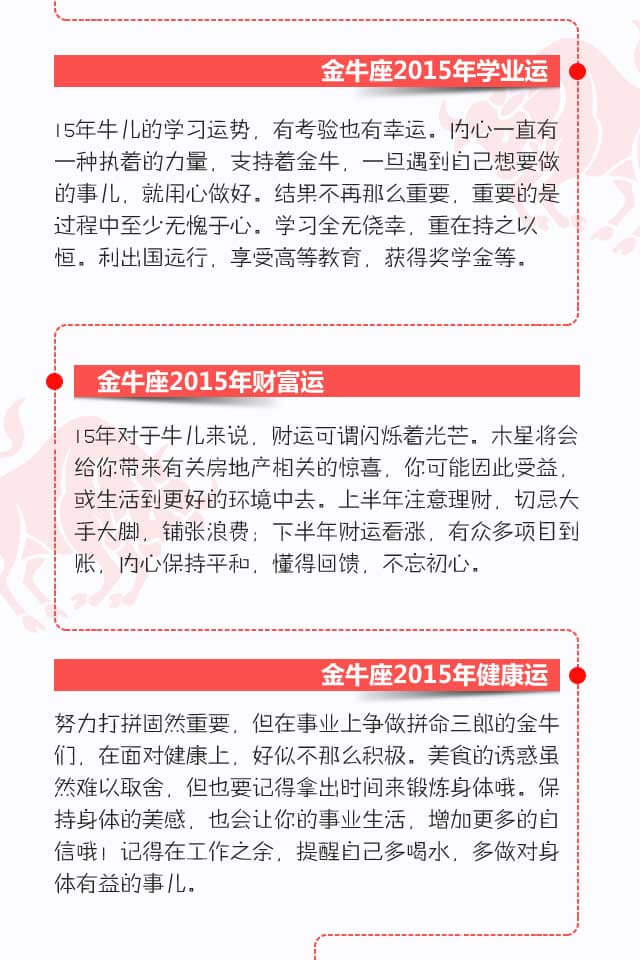 金牛座2015年学业运
15年牛儿的学习运势，有考验也有幸运。内心一直有
一种执着的力量，支持着金牛，一旦遇到自己想要做
的事儿，就用心做好。结果不再那么重要，重要的是
过程中至少无愧于心。学习全无侥幸，重在持之以
恒。利出国远行，享受高等教育，获得奖学金等。
金牛座2015年财富运
15年对于牛儿来说，财运可谓闪烁着光芒。木星将会
给你带来有关房地产相关的惊喜，你可能因此受益，
或生活到更好的环境中去。上半年注意理财，切忌大
手大脚，铺张浪费；下半年财运看涨，有众多项目到
账，内心保持平和，懂得回馈，不忘初心。
金牛座2015年健康运
努力打拼固然重要，但在事业上争做拼命三郎的金牛
们，在面对健康上，好似不那么积极。美食的诱惑虽
然难以取舍，但也要记得拿出时间来锻炼身体哦。保
持身体的美感，也会让你的事业生活，增加更多的自
信哦！记得在工作之余，提醒自己多喝水，多做对身
体有益的事儿。